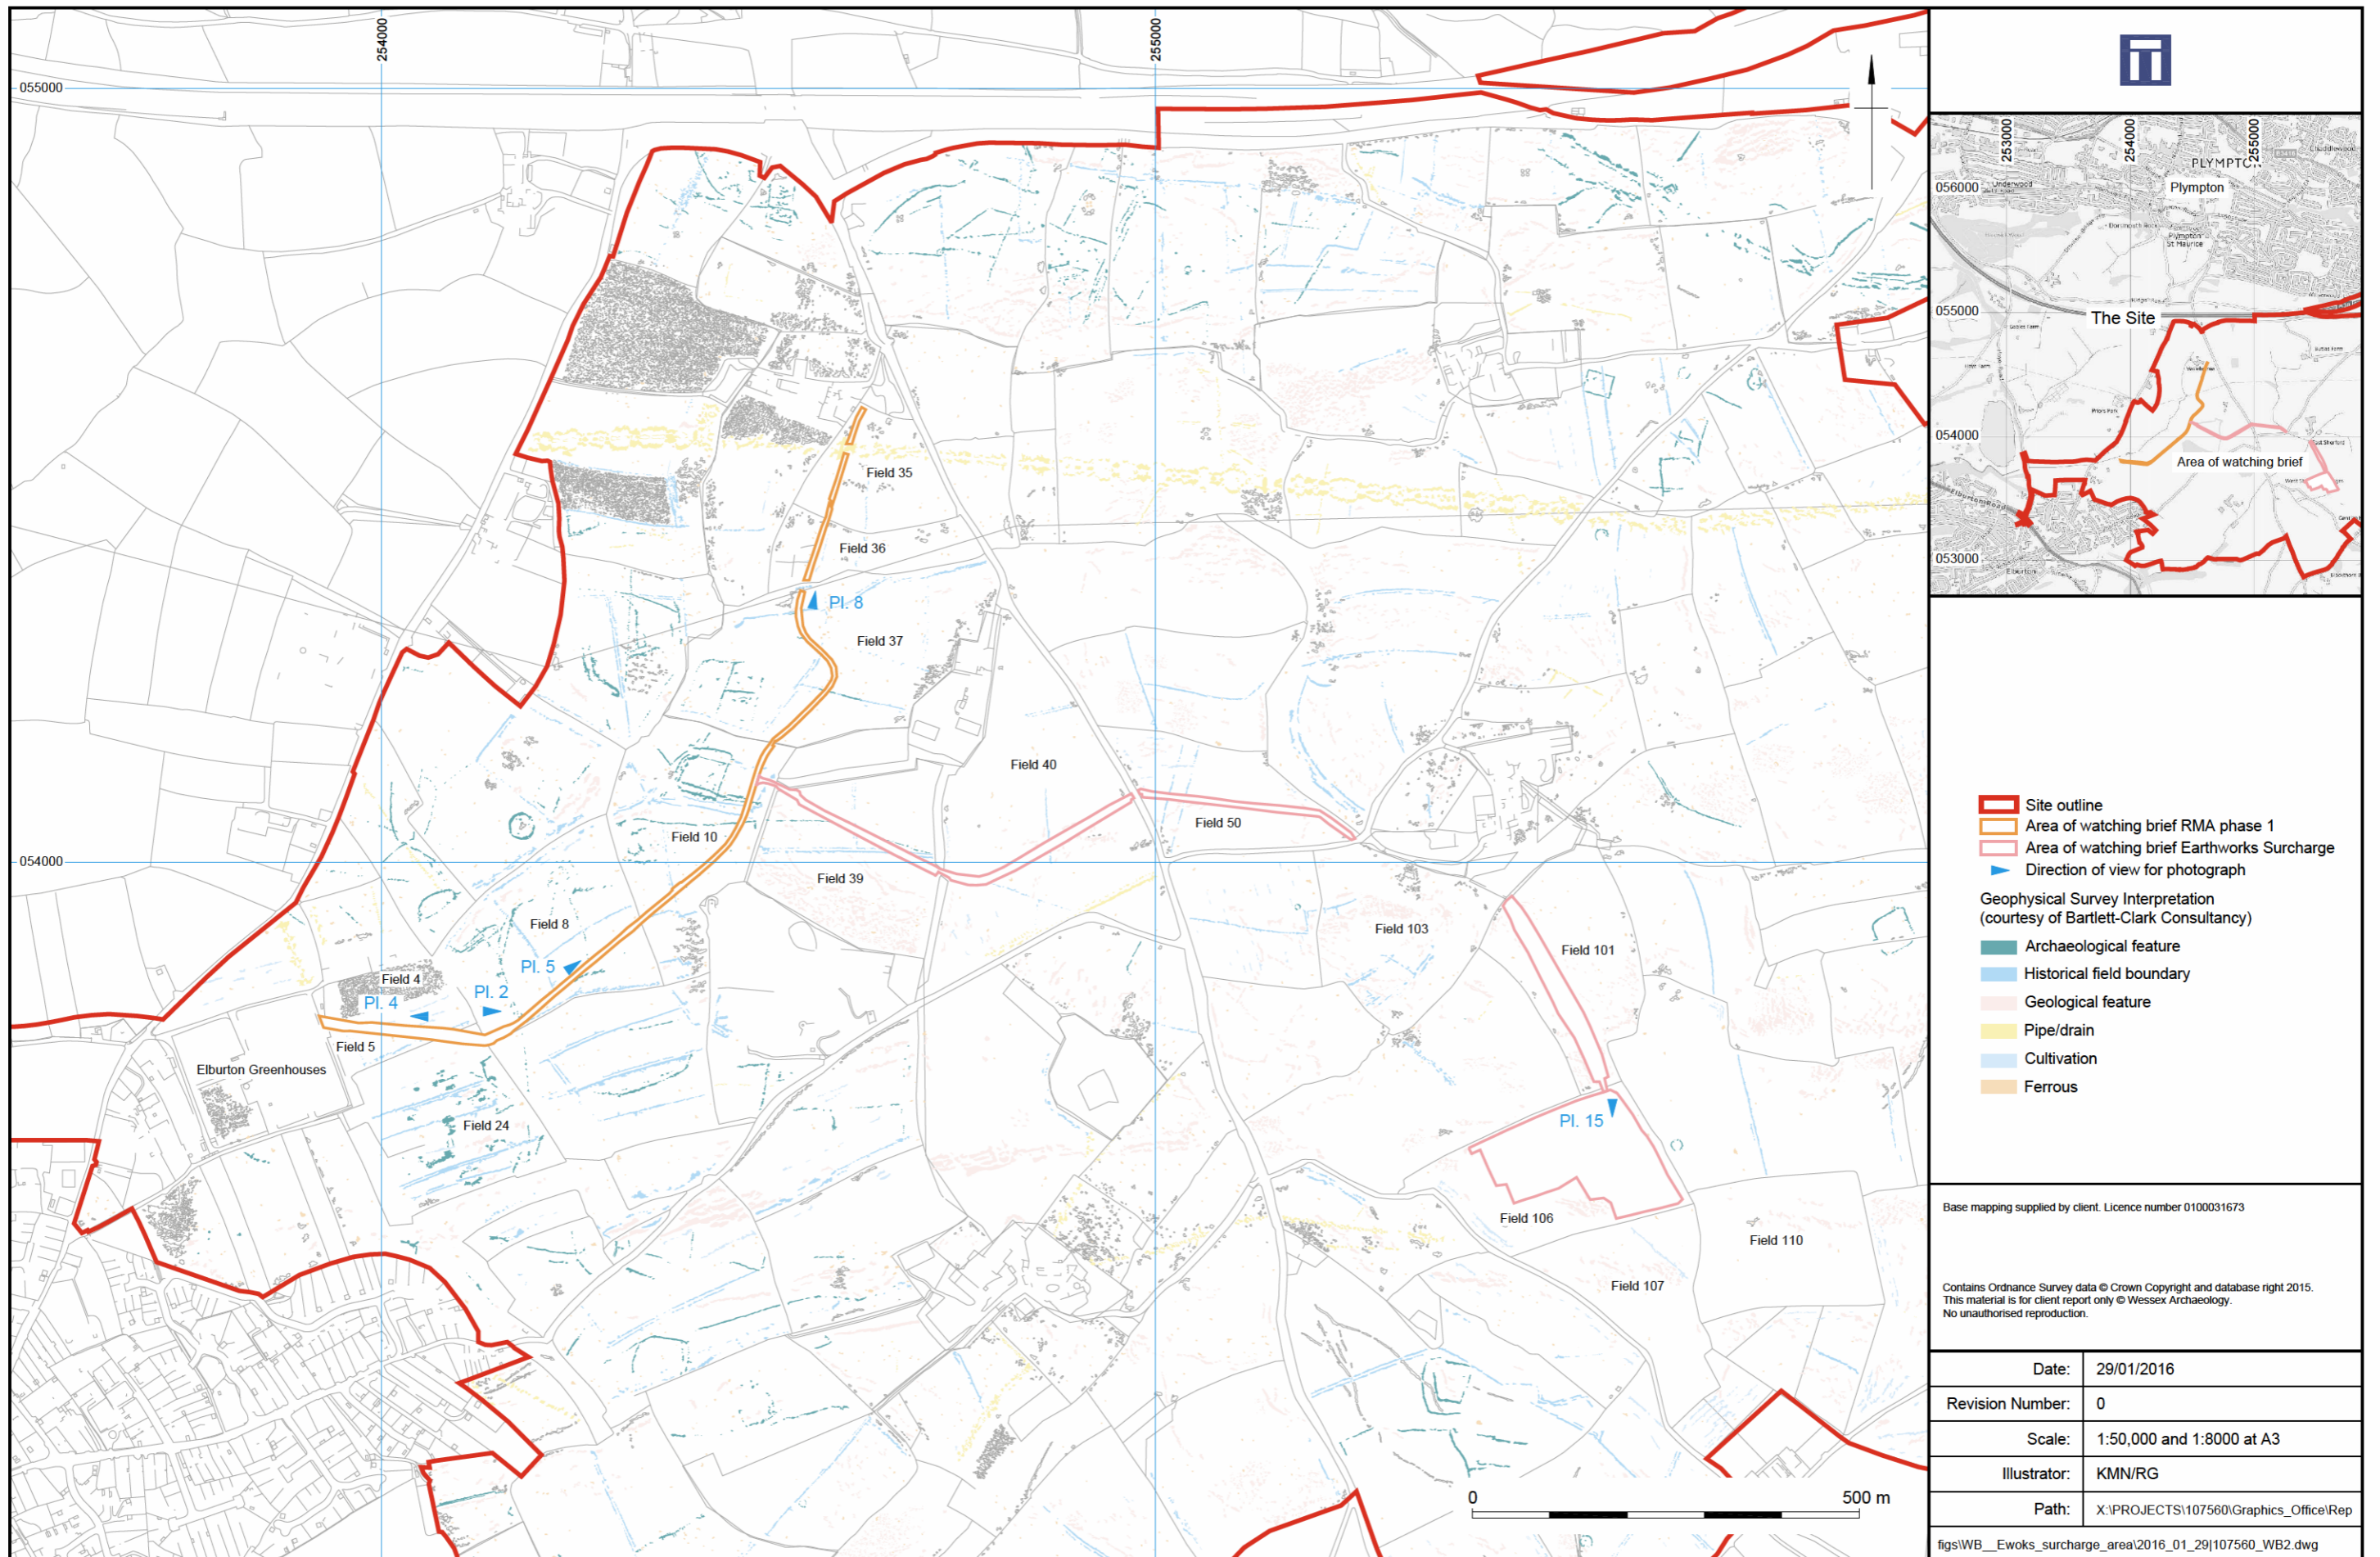 254000
255000
055000
054000
Field 35
Field 36
Pl. 8
Field 37
Field 40
Field 10
Field 50
Field 39
Field 8
Field 103
Field 101
Pl. 5
Field 4
Pl. 4
Pl. 2
Field 5
Elburton Greenhouses
Field 24
Pl. 15
Field 106
Field 110
Field 107
0
500 m
253000
254000
255000
056000
055000
054000
053000
Underwood
Plympton
Plympton
St Maurice
The Site
Area of watching brief
Elburton Road
Elburton
Site outline
Area of watching brief RMA phase 1
Area of watching brief Earthworks Surcharge
Direction of view for photograph
Geophysical Survey Interpretation
(courtesy of Bartlett-Clark Consultancy)
Archaeological feature
Historical field boundary
Geological feature
Pipe/drain
Cultivation
Ferrous
Base mapping supplied by client. Licence number 0100031673
Contains Ordnance Survey data © Crown Copyright and database right 2015.
This material is for client report only © Wessex Archaeology.
No unauthorised reproduction.
Date: 29/01/2016
Revision Number: 0
Scale: 1:50,000 and 1:8000 at A3
Illustrator: KMN/RG
Path: X:\PROJECTS\107560\Graphics_Office\Rep
figs\WB__Ewoks_surcharge_area\2016_01_29|107560_WB2.dwg